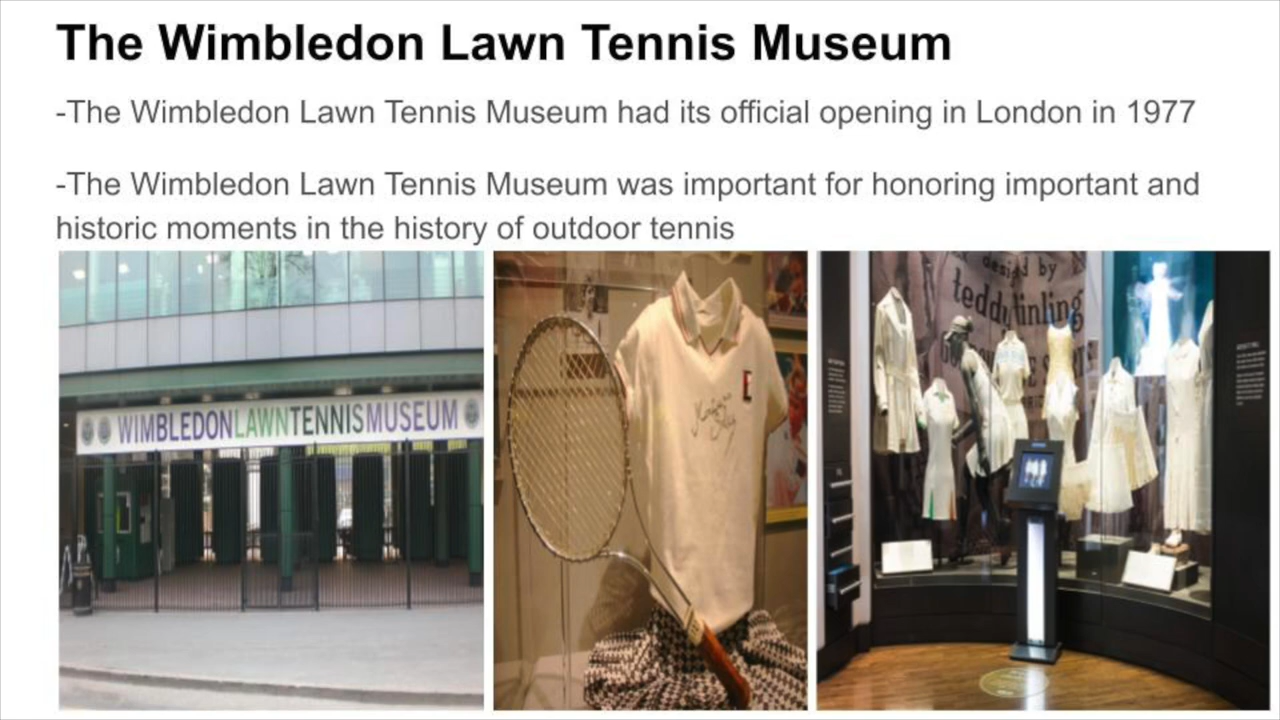 The Wimbledon Lawn Tennis Museum
-The Wimbledon Lawn Tennis Museum had its official opening in London in 1977
-The Wimbledon Lawn Tennis Museum was important for honoring important and
historic moments in the history of outdoor tennis
WIMBLEDONLAWNTENNISMUSEUM
E
designed by
teddy tinling